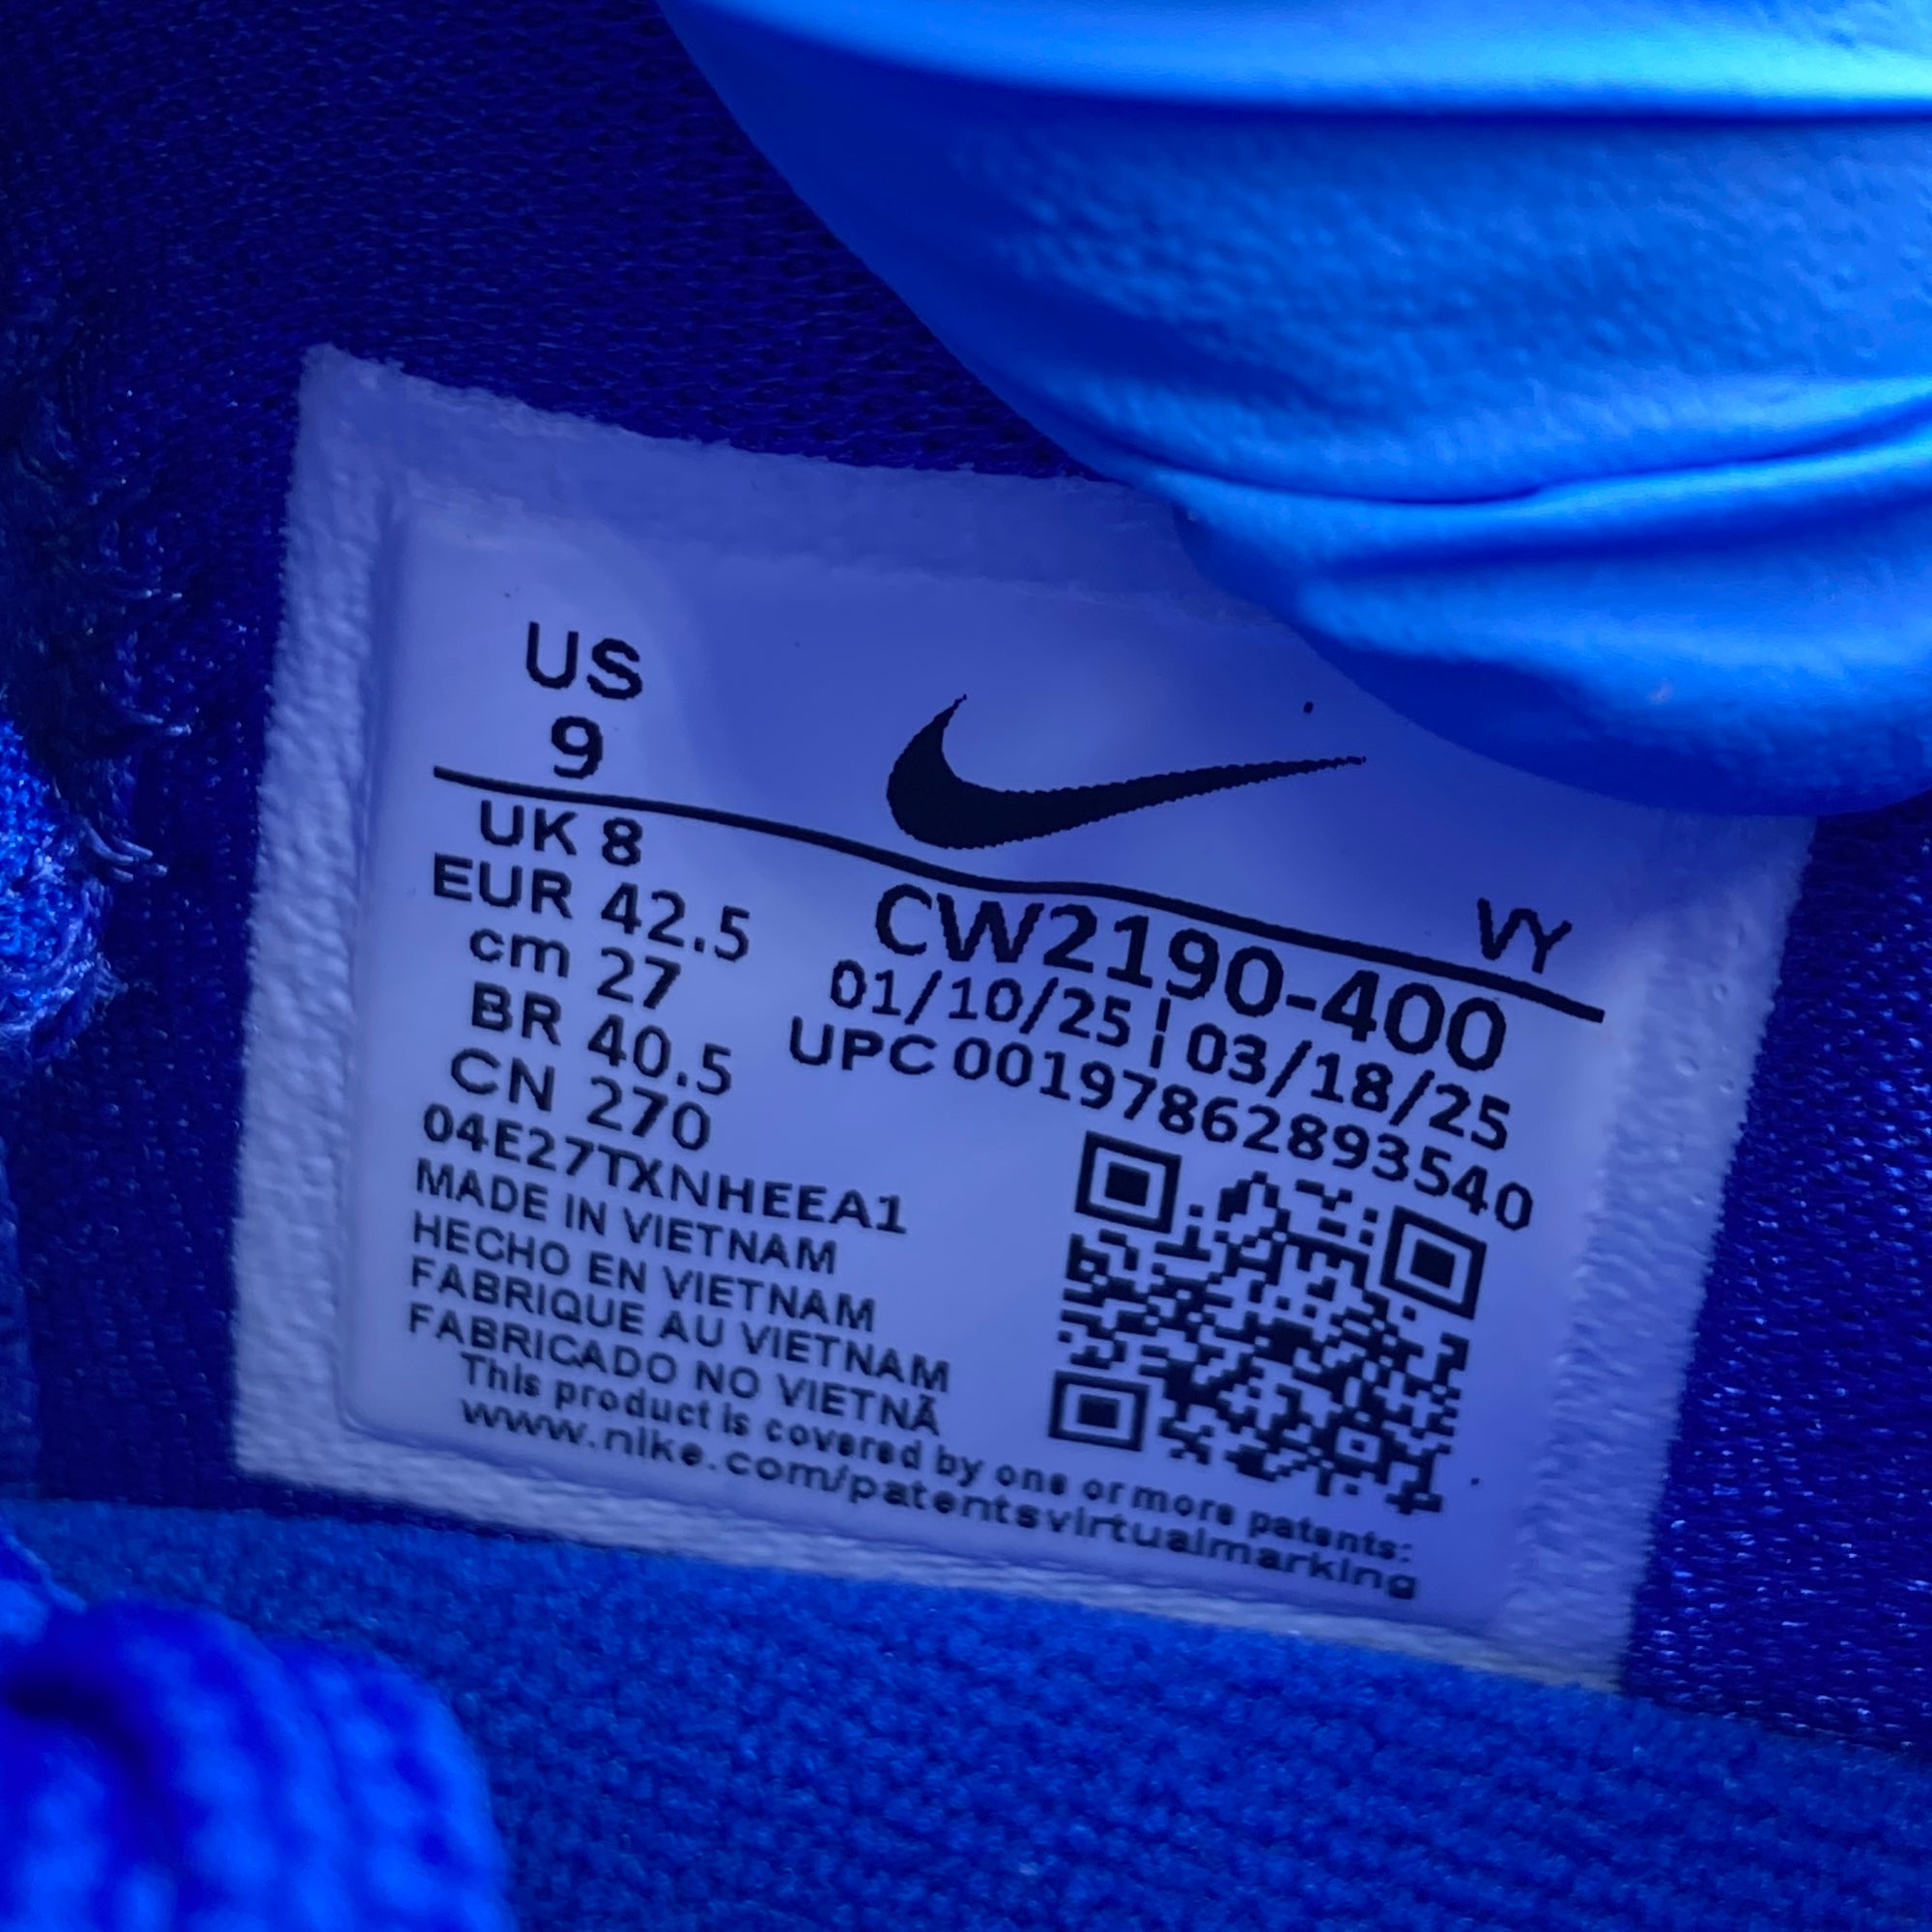 US
9
VY
UK 8
EUR 42.5
cm 27
BR 40.5
CN 270
CW2190-400
01/10/25 | 03/18/25
UPC 00197862893540
04E27TXNHEEA1
MADE IN VIETNAM
HECHO EN VIETNAM
FABRIQUE AU VIETNAM
FABRICADO NO VIETNÃ
This product is covered by one or more patents:
www.nike.com/patentsvirtualmarking